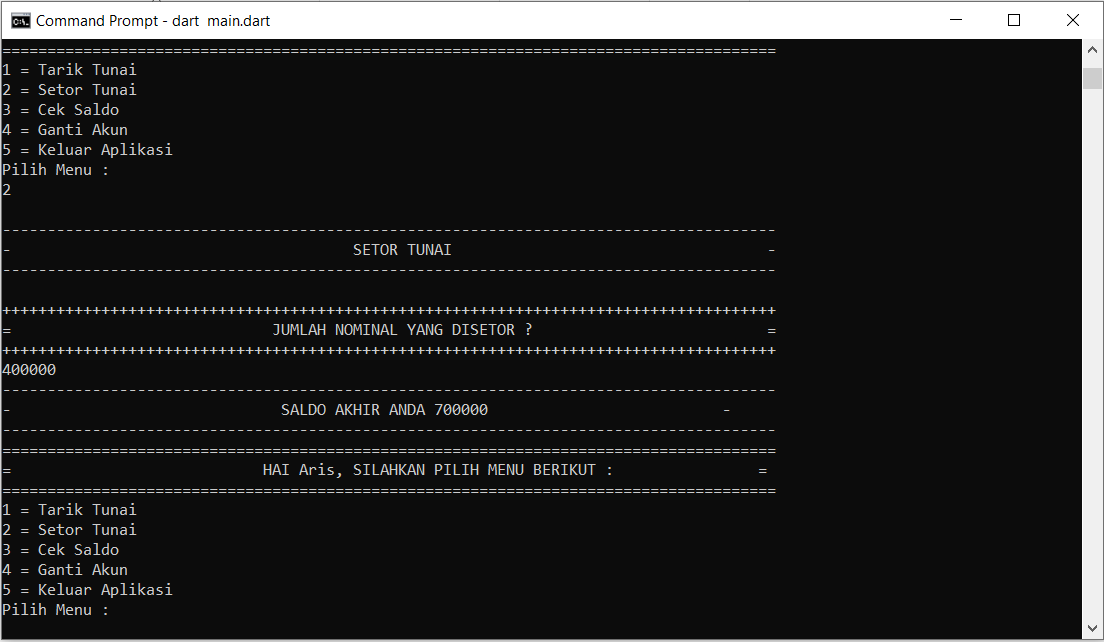 Command Prompt - dart  main.dart
======================================================================================
1 = Tarik Tunai
2 = Setor Tunai
3 = Cek Saldo
4 = Ganti Akun
5 = Keluar Aplikasi
Pilih Menu :
2
--------------------------------------------------------------------------------------
-                                      SETOR TUNAI                                   -
--------------------------------------------------------------------------------------
++++++++++++++++++++++++++++++++++++++++++++++++++++++++++++++++++++++++++++++++++++++
=                             JUMLAH NOMINAL YANG DISETOR ?                          =
++++++++++++++++++++++++++++++++++++++++++++++++++++++++++++++++++++++++++++++++++++++
400000
--------------------------------------------------------------------------------------
-                              SALDO AKHIR ANDA 700000                          -
--------------------------------------------------------------------------------------
======================================================================================
=                            HAI Aris, SILAHKAN PILIH MENU BERIKUT :                =
======================================================================================
1 = Tarik Tunai
2 = Setor Tunai
3 = Cek Saldo
4 = Ganti Akun
5 = Keluar Aplikasi
Pilih Menu :